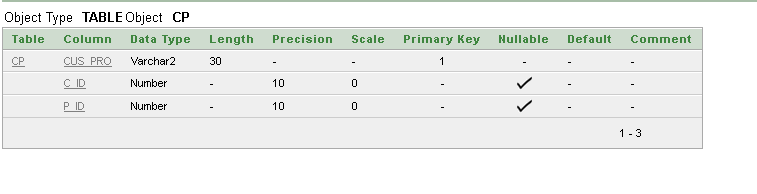 Object Type TABLE Object CP
Table Column Data Type Length Precision Scale Primary Key Nullable Default Comment
CP CUS_PRO Varchar2 30 - - 1 - - -
C_ID Number - 10 0 - - -
P_ID Number - 10 0 - - -
1 - 3